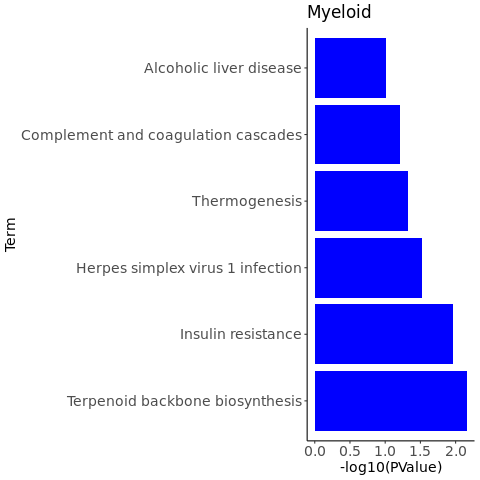 Myeloid
Alcoholic liver disease
Complement and coagulation cascades
Thermogenesis
Herpes simplex virus 1 infection
Insulin resistance
Terpenoid backbone biosynthesis
Term
0.0 0.5 1.0 1.5 2.0
-log10(PValue)